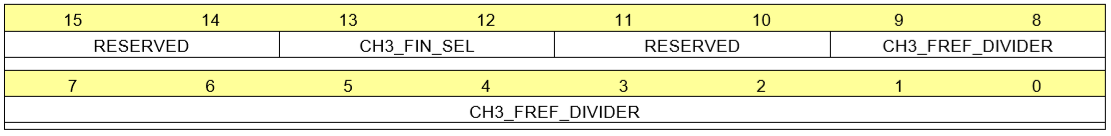 15 14 13 12 11 10 9 8
RESERVED CH3_FIN_SEL RESERVED CH3_FREF_DIVIDER
7 6 5 4 3 2 1 0
CH3_FREF_DIVIDER